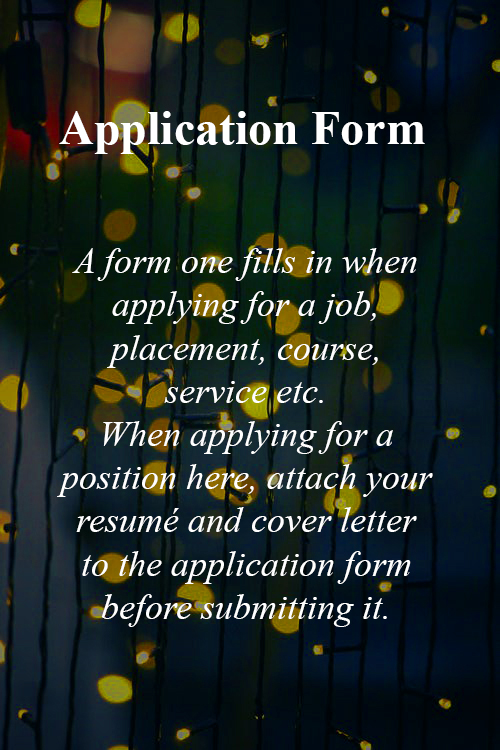 Application Form
A form one fills in when
applying for a job,
placement, course,
service etc.
When applying for a
position here, attach your
resumé and cover letter
to the application form
before submitting it.